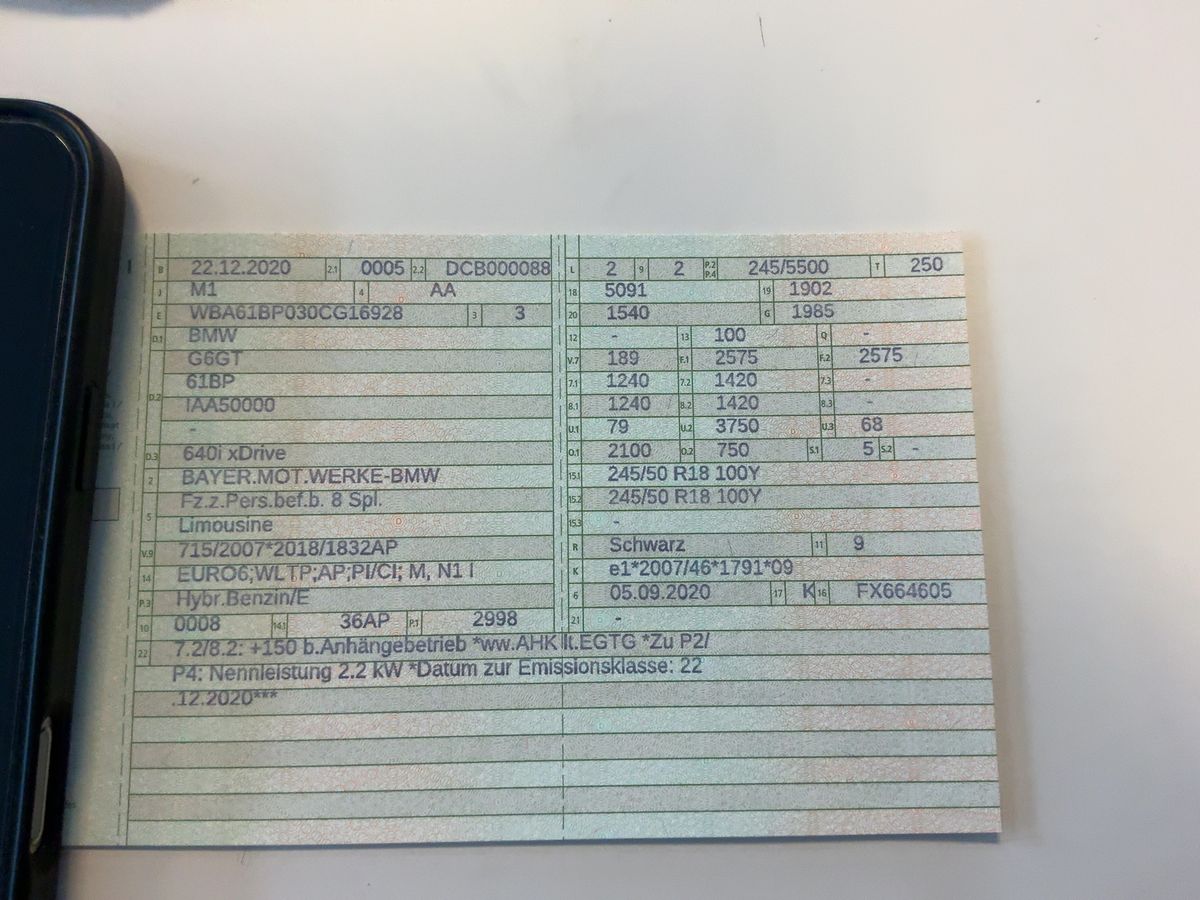 B 22.12.2020 2.1 0005 2.2 DCB000088
J M1 4 AA
E WBA61BP030CG16928 3 3
D.1 BMW
G6GT
61BP
D.2 IAA50000
-
D.3 640i xDrive
2 BAYER.MOT.WERKE-BMW
Fz.z.Pers.bef.b. 8 Spl.
5 Limousine
V.9 715/2007*2018/1832AP
14 EURO6;WLTP;AP;PI/CI; M, N1 I
P.3 Hybr.Benzin/E
10 0008 14.1 36AP P.1 2998
L 2 9 2 P.2 P.4 245/5500 T 250
18 5091 19 1902
20 1540 G 1985
12 - 13 100 Q -
V.7 189 F.1 2575 F.2 2575
7.1 1240 7.2 1420 7.3 -
8.1 1240 8.2 1420 8.3 -
U.1 79 U.2 3750 U.3 68
O.1 2100 O.2 750 S.1 5 S.2 -
15.1 245/50 R18 100Y
15.2 245/50 R18 100Y
15.3 -
R Schwarz 11 9
K e1*2007/46*1791*09
6 05.09.2020 17 K 16 FX664605
21 -
22 7.2/8.2: +150 b.Anhängebetrieb *ww.AHK lt.EGTG *Zu P2/
P4: Nennleistung 2.2 kW *Datum zur Emissionsklasse: 22
.12.2020***